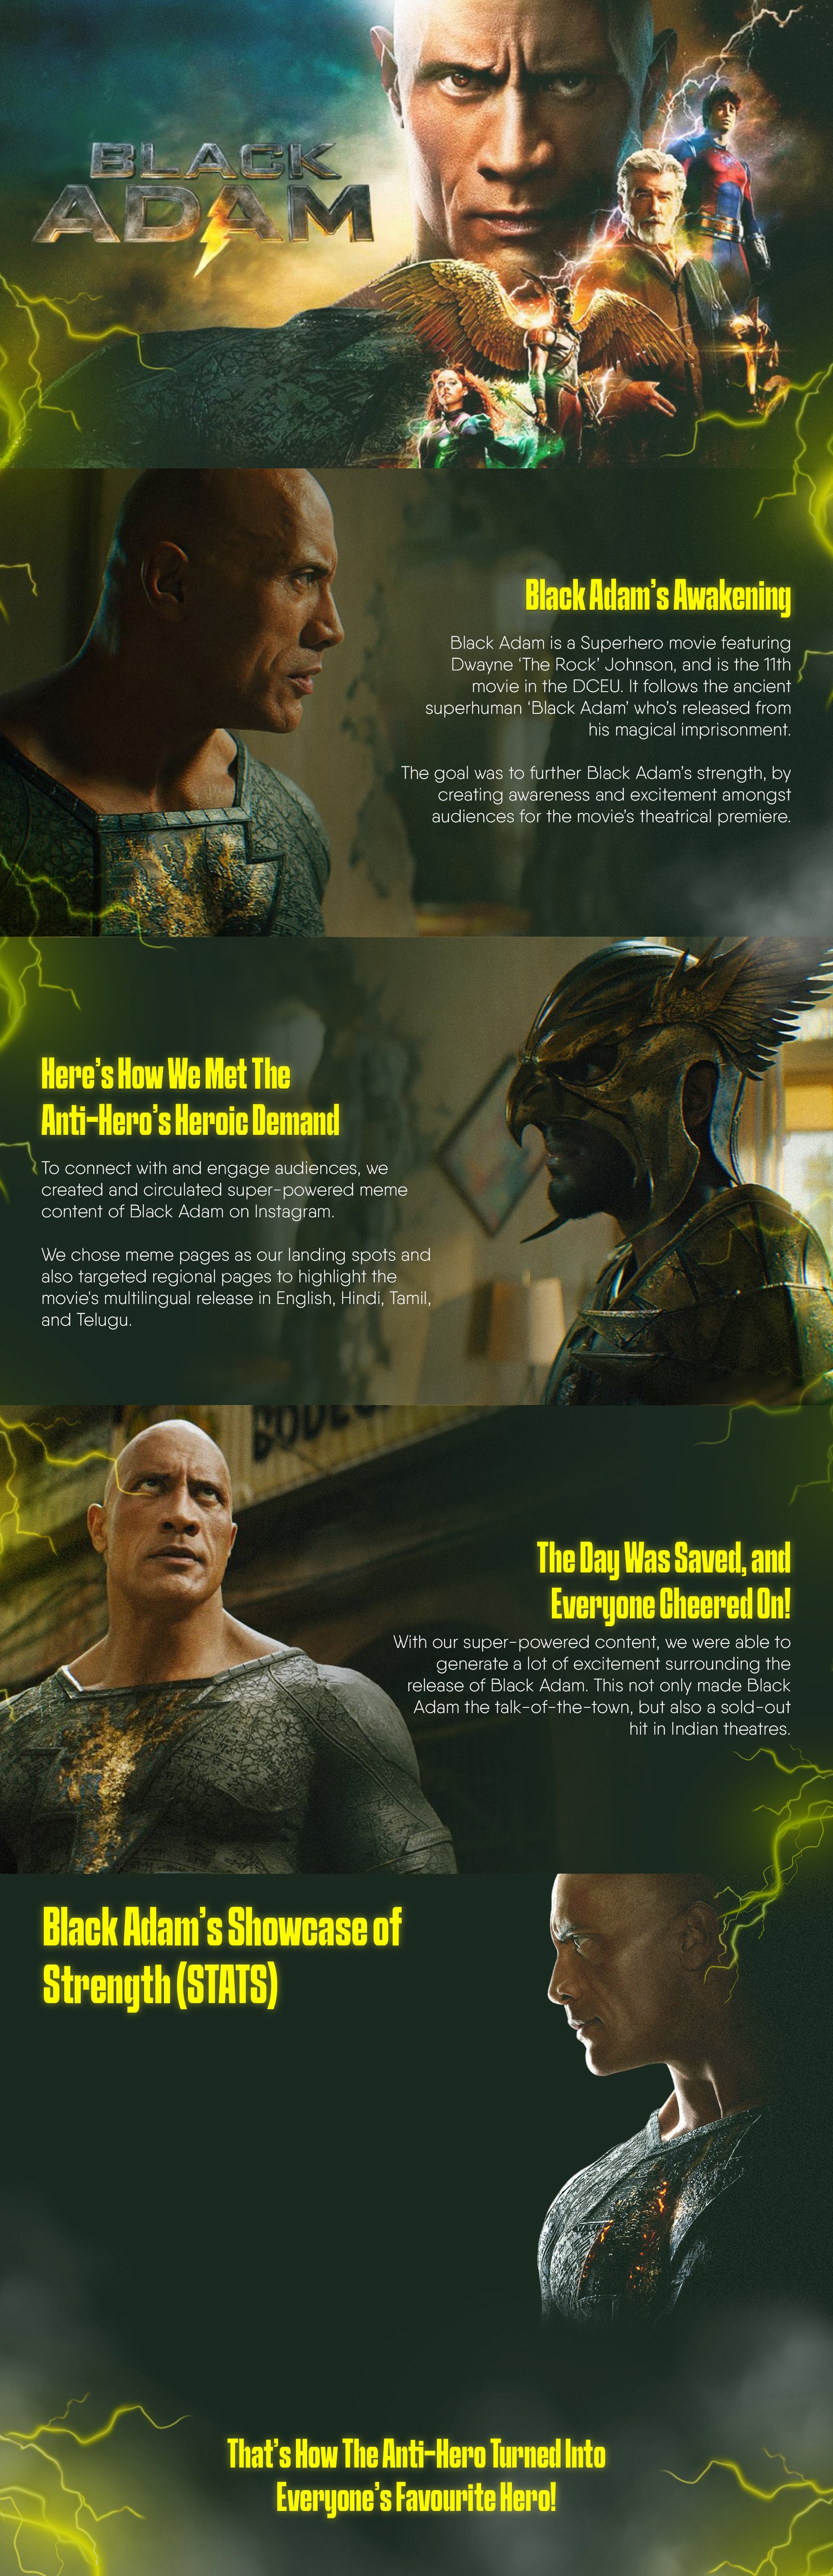 BLACK
ADAM
Black Adam's Awakening
Black Adam is a Superhero movie featuring
Dwayne ‘The Rock’ Johnson, and is the 11th
movie in the DCEU. It follows the ancient
superhuman ‘Black Adam’ who's released from
his magical imprisonment.
The goal was to further Black Adam's strength, by
creating awareness and excitement amongst
audiences for the movie's theatrical premiere.
Here's How We Met The
Anti-Hero's Heroic Demand
To connect with and engage audiences, we
created and circulated super-powered meme
content of Black Adam on Instagram.
We chose meme pages as our landing spots and
also targeted regional pages to highlight the
movie's multilingual release in English, Hindi, Tamil,
and Telugu.
The Day Was Saved, and
Everyone Cheered On!
With our super-powered content, we were able to
generate a lot of excitement surrounding the
release of Black Adam. This not only made Black
Adam the talk-of-the-town, but also a sold-out
hit in Indian theatres.
Black Adam's Showcase of
Strength (STATS)
That's How The Anti-Hero Turned Into
Everyone's Favourite Hero!